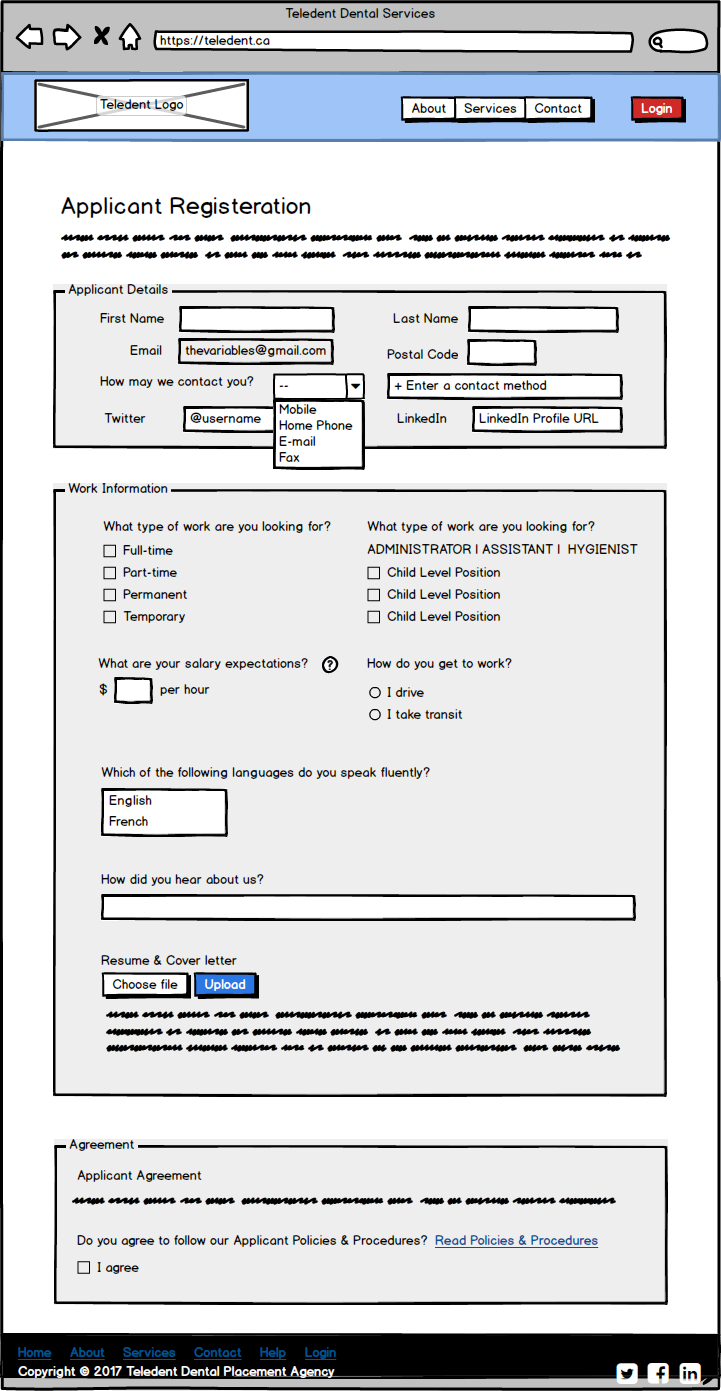 Teledent Dental Services
https://teledent.ca
Teledent Logo
About Services Contact Login
Applicant Registeration
Applicant Details
First Name Last Name
Email thevariables@gmail.com Postal Code
How may we contact you? -- + Enter a contact method
Mobile
Home Phone
E-mail
Fax
Twitter @username LinkedIn LinkedIn Profile URL
Work Information
What type of work are you looking for? What type of work are you looking for?
Full-time ADMINISTRATOR | ASSISTANT | HYGIENIST
Part-time Child Level Position
Permanent Child Level Position
Temporary Child Level Position
What are your salary expectations? ? How do you get to work?
$ per hour I drive
I take transit
Which of the following languages do you speak fluently?
English
French
How did you hear about us?
Resume & Cover letter
Choose file Upload
Agreement
Applicant Agreement
Do you agree to follow our Applicant Policies & Procedures? Read Policies & Procedures
I agree
Home About Services Contact Help Login
Copyright © 2017 Teledent Dental Placement Agency